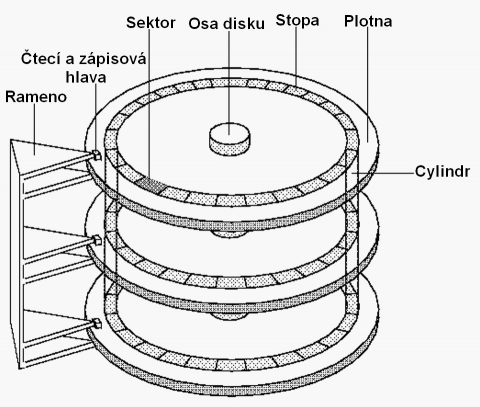 Sektor
Osa disku
Stopa
Plotna
Čtecí a zápisová
hlava
Rameno
Cylindr